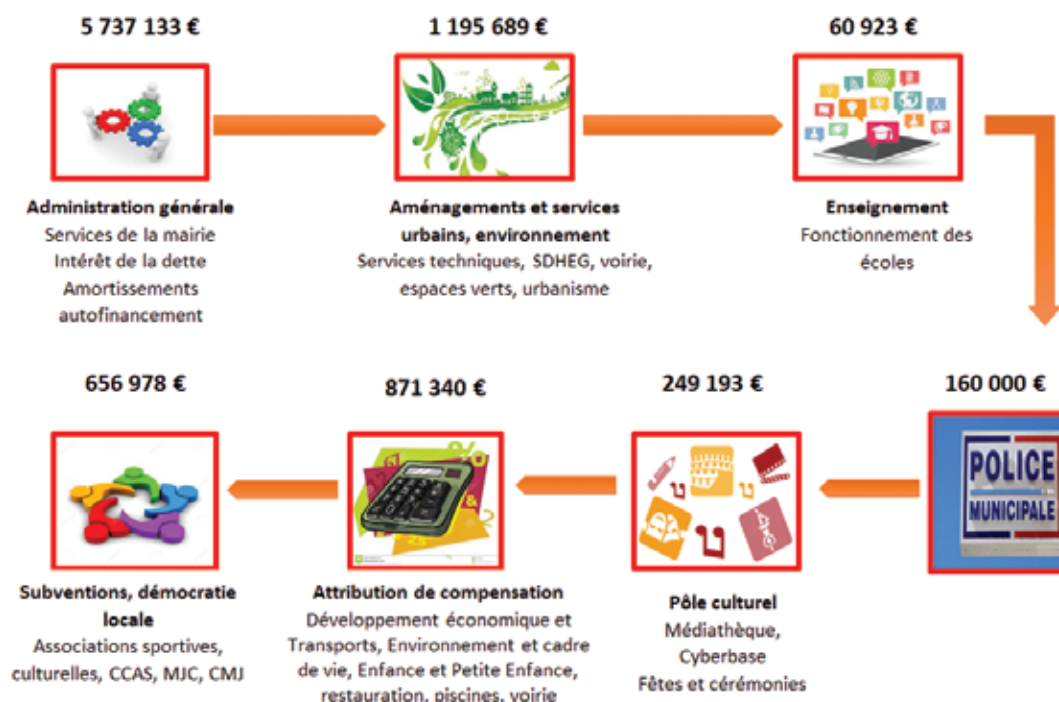 5 737 133 €
1 195 689 €
60 923 €
Administration générale
Services de la mairie
Intérêt de la dette
Amortissements
autofinancement
Aménagements et services
urbains, environnement
Services techniques, SDHEG, voirie,
espaces verts, urbanisme
Enseignement
Fonctionnement des
écoles
656 978 €
871 340 €
249 193 €
160 000 €
%
&
POLICE
MUNICIPALE
Subventions, démocratie
locale
Associations sportives,
culturelles, CCAS, MJC, CMJ
Attribution de compensation
Développement économique et
Transports, Environnement et cadre
de vie, Enfance et Petite Enfance,
restauration, piscines, voirie
Pôle culturel
Médiathèque,
Cyberbase
Fêtes et cérémonies